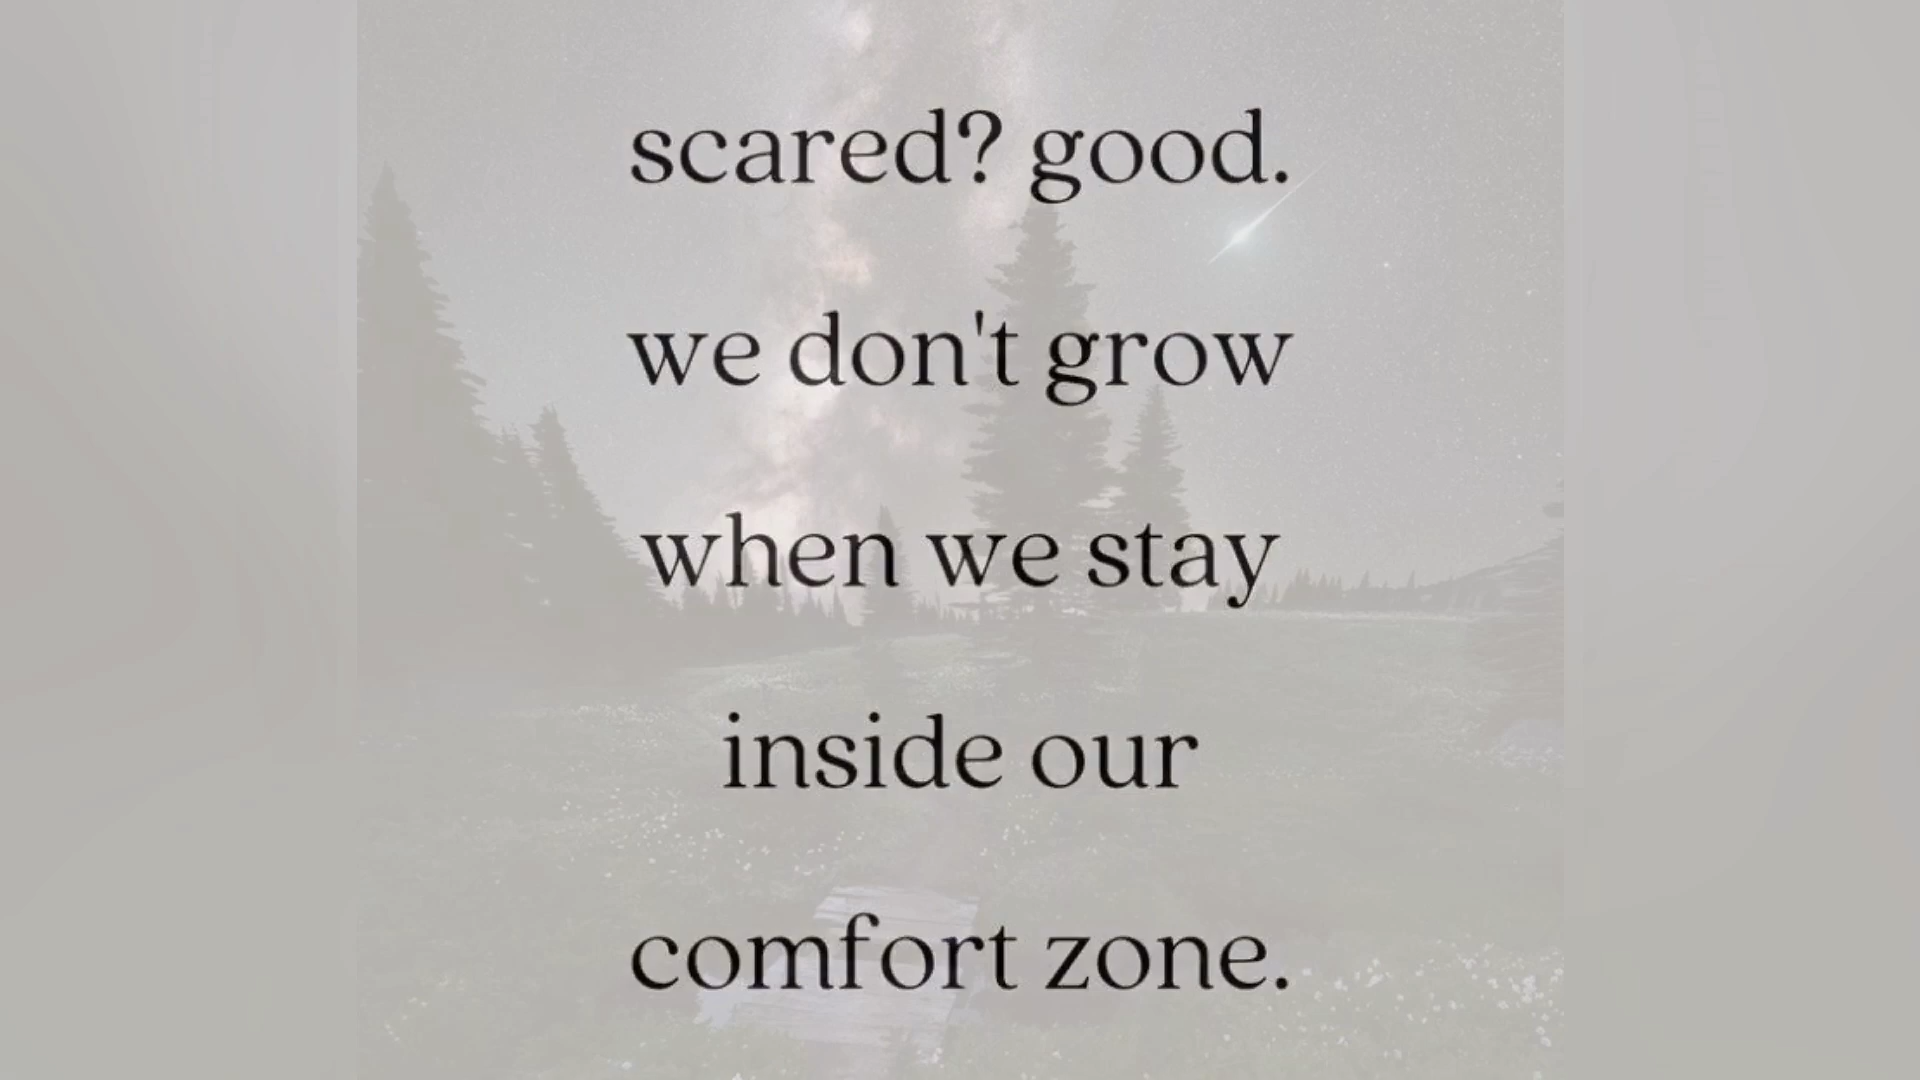 scared? good.
we don't grow
when we stay
inside our
comfort zone.